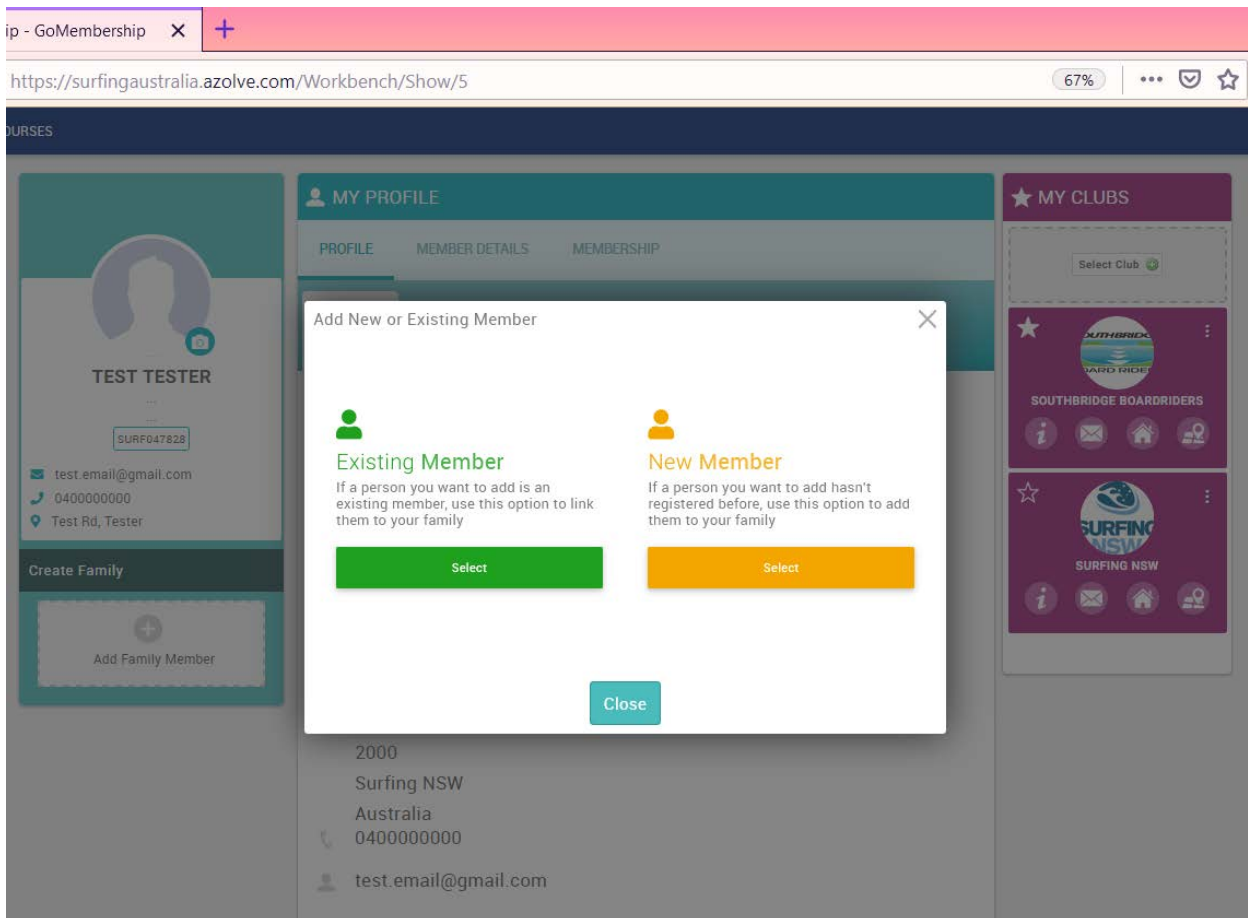 ip - GoMembership
https://surfingaustralia.azolve.com/Workbench/Show/5
67%
OURSES
TEST TESTER
...
...
SURF047828
test.email@gmail.com
0400000000
Test Rd, Tester
Create Family
Add Family Member
MY PROFILE
PROFILE MEMBER DETAILS MEMBERSHIP
Add New or Existing Member
Existing Member
If a person you want to add is an
existing member, use this option to link
them to your family
Select
New Member
If a person you want to add hasn't
registered before, use this option to add
them to your family
Select
Close
2000
Surfing NSW
Australia
0400000000
test.email@gmail.com
MY CLUBS
Select Club
OUTHBRIDG
OARD RIDE
SOUTHBRIDGE BOARDRIDERS
SURFING
NSW
SURFING NSW